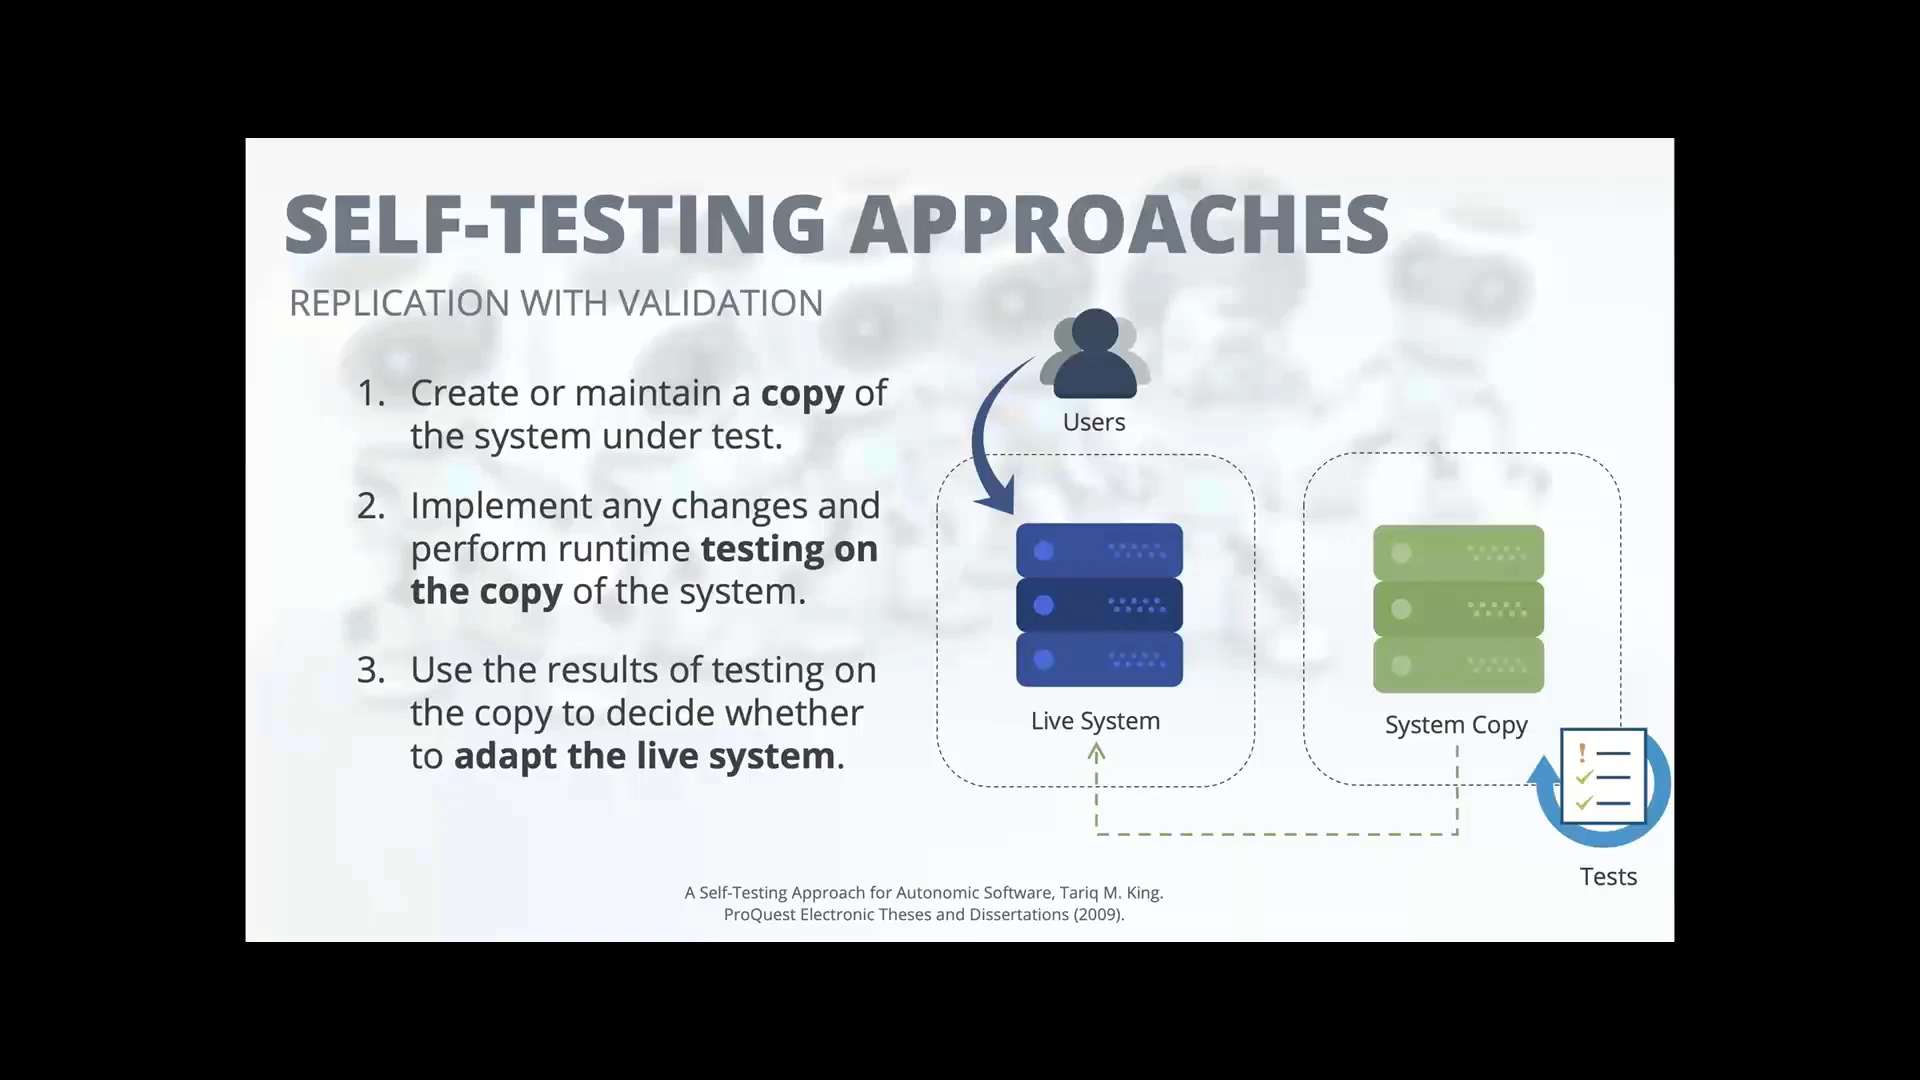 SELF-TESTING APPROACHES
REPLICATION WITH VALIDATION
1. Create or maintain a copy of
the system under test.
2. Implement any changes and
perform runtime testing on
the copy of the system.
3. Use the results of testing on
the copy to decide whether
to adapt the live system.
Users
Live System
System Copy
Tests
A Self-Testing Approach for Autonomic Software, Tariq M. King.
ProQuest Electronic Theses and Dissertations (2009).